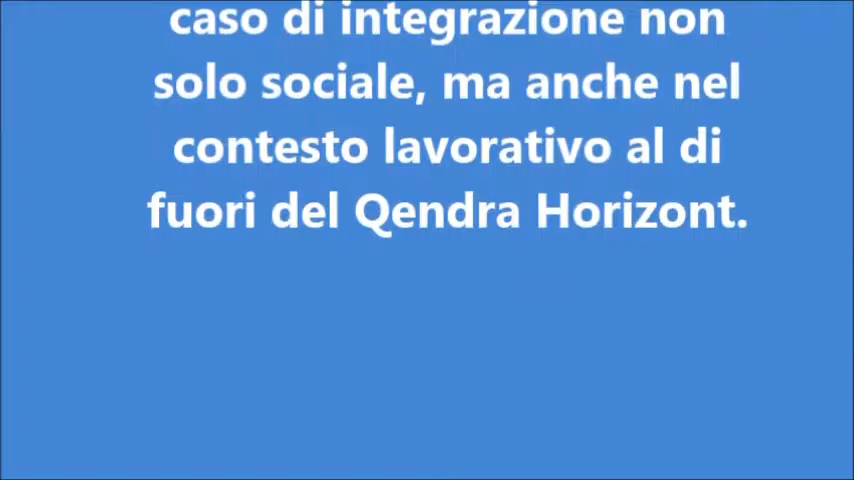 caso di integrazione non
solo sociale, ma anche nel
contesto lavorativo al di
fuori del Qendra Horizont.